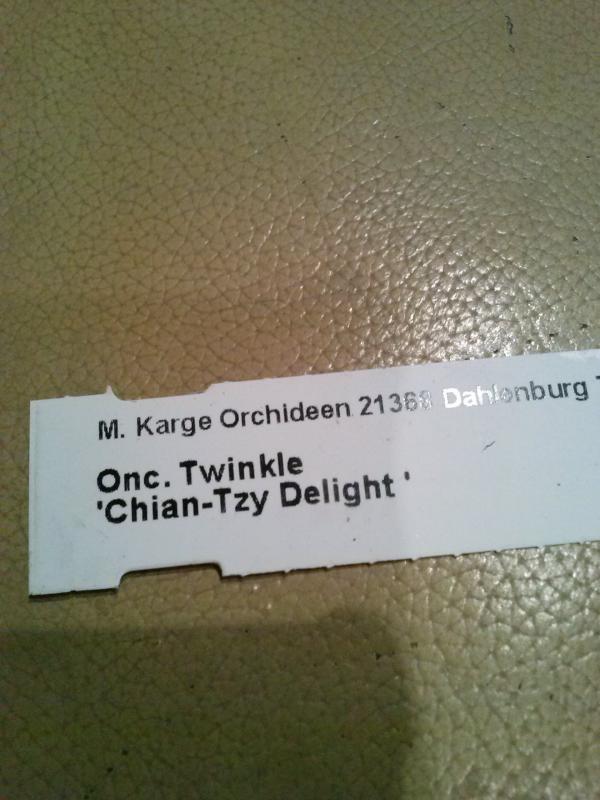 M. Karge Orchideen 21368 Dahlenburg T
Onc. Twinkle
'Chian-Tzy Delight '